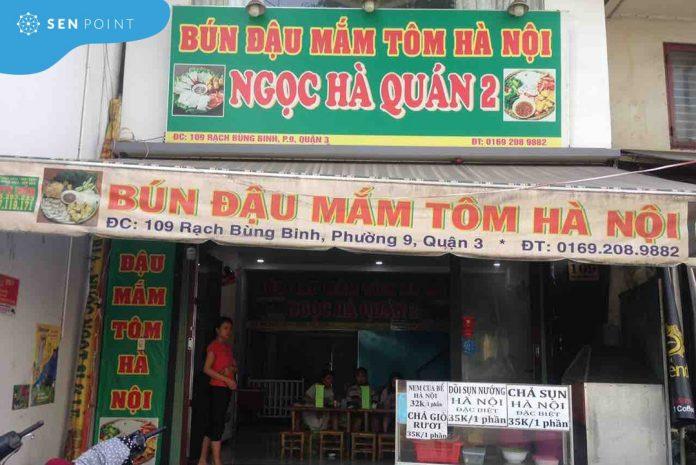 SEN POINT
BÚN ĐẬU MẮM TÔM HÀ NỘI
NGỌC HÀ QUÁN 2
ĐC: 109 RẠCH BÙNG BINH, P.9, QUẬN 3 ĐT: 0169 208 9882
BÚN ĐẬU MẮM TÔM HÀ NỘI
ĐC: 109 Rạch Bùng Binh, Phường 9, Quận 3 * ĐT: 0169.208.9882
ĐẬU
MẮM
TÔM
HÀ
NỘI
NGỌC HÀ QUÁN 2
109
NEM CUA BỂ
HÀ NỘI
32k/1 phần
CHẢ GIÒ
RƯƠI
35K/1 phần
DỒI SỤN NƯỚNG
HÀ NỘI
ĐẶC BIỆT
35K/1 phần
CHẢ SỤN
HÀ NỘI
ĐẶC BIỆT
35K/1 phần